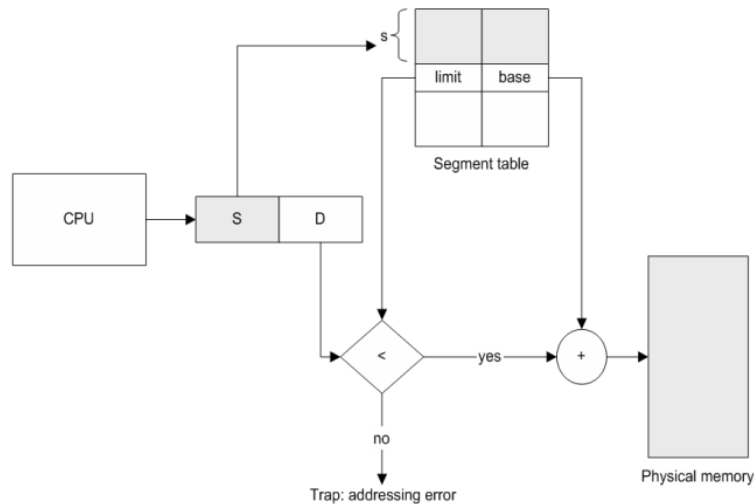 s
limit base
Segment table
CPU
S D
< yes +
no
Trap: addressing error
Physical memory